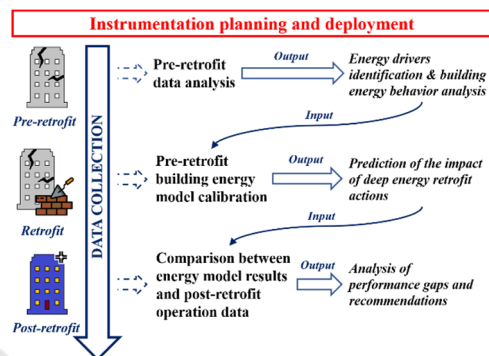 Instrumentation planning and deployment
Pre-retrofit
data analysis
Output
Energy drivers
identification & building
energy behavior analysis
Pre-retrofit
Input
DATA COLLECTION
Pre-retrofit
building energy
model calibration
Output
Prediction of the impact
of deep energy retrofit
actions
Retrofit
Input
Comparison between
energy model results
and post-retrofit
operation data
Output
Analysis of
performance gaps and
recommendations
Post-retrofit